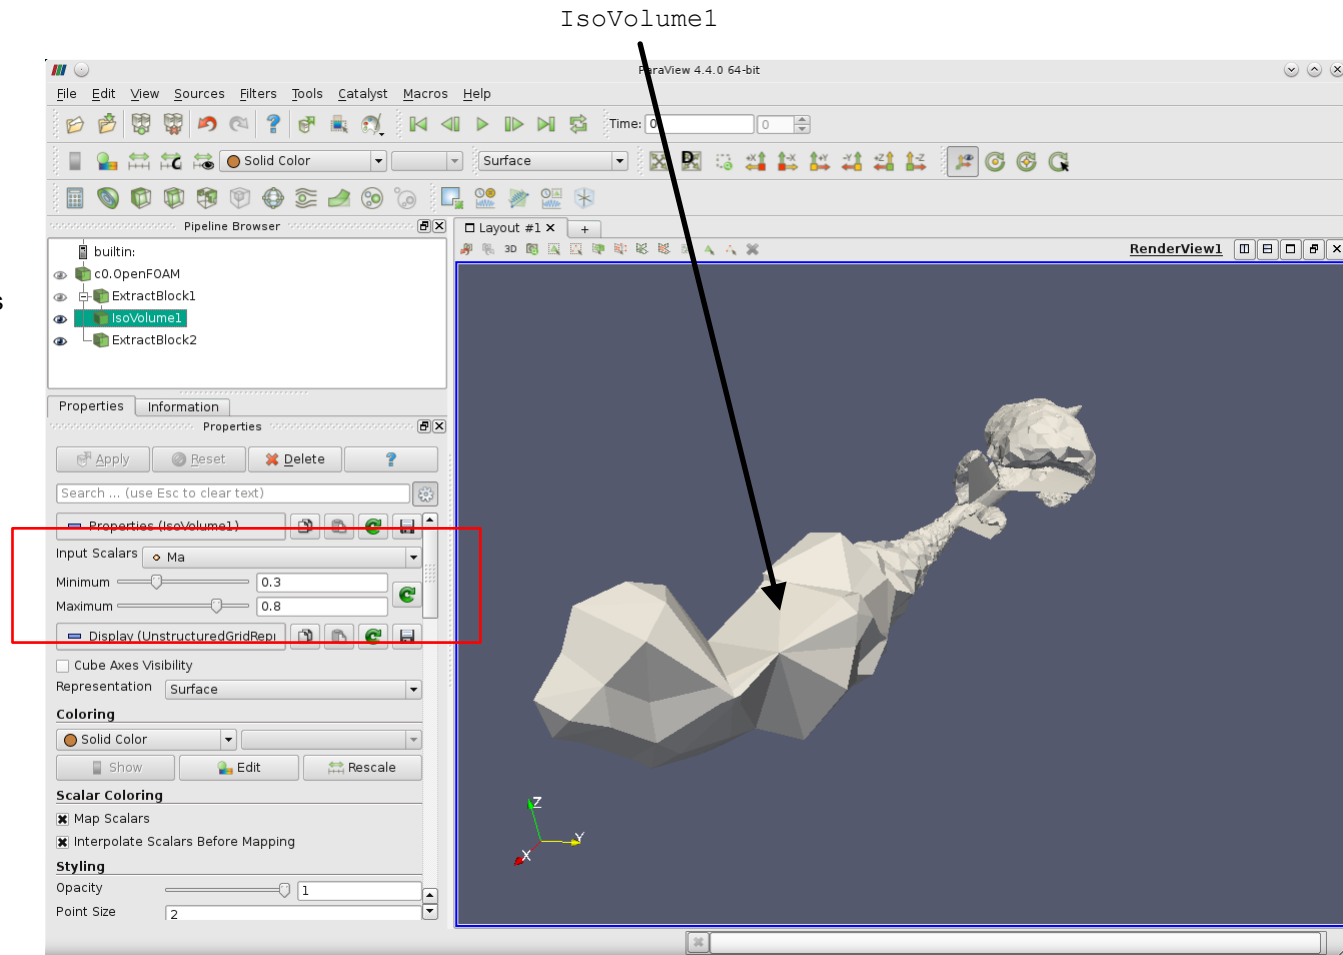 IsoVolume1
ParaView 4.4.0 64-bit
File Edit View Sources Filters Tools Catalyst Macros Help
Time: 0 0
Solid Color Surface
Pipeline Browser
Layout #1
builtin:
3D RenderView1
c0.OpenFOAM
ExtractBlock1
s
IsoVolume1
ExtractBlock2
Properties Information
Properties
Apply Reset Delete ?
Search ... (use Esc to clear text)
Properties (IsoVolume1)
Input Scalars Ma
Minimum 0.3
Maximum 0.8
Display (UnstructuredGridRep
Cube Axes Visibility
Representation Surface
Coloring
Solid Color
Show Edit Rescale
Scalar Coloring
Map Scalars
Interpolate Scalars Before Mapping
Styling
Opacity 1
Point Size 2
Z
Y
X